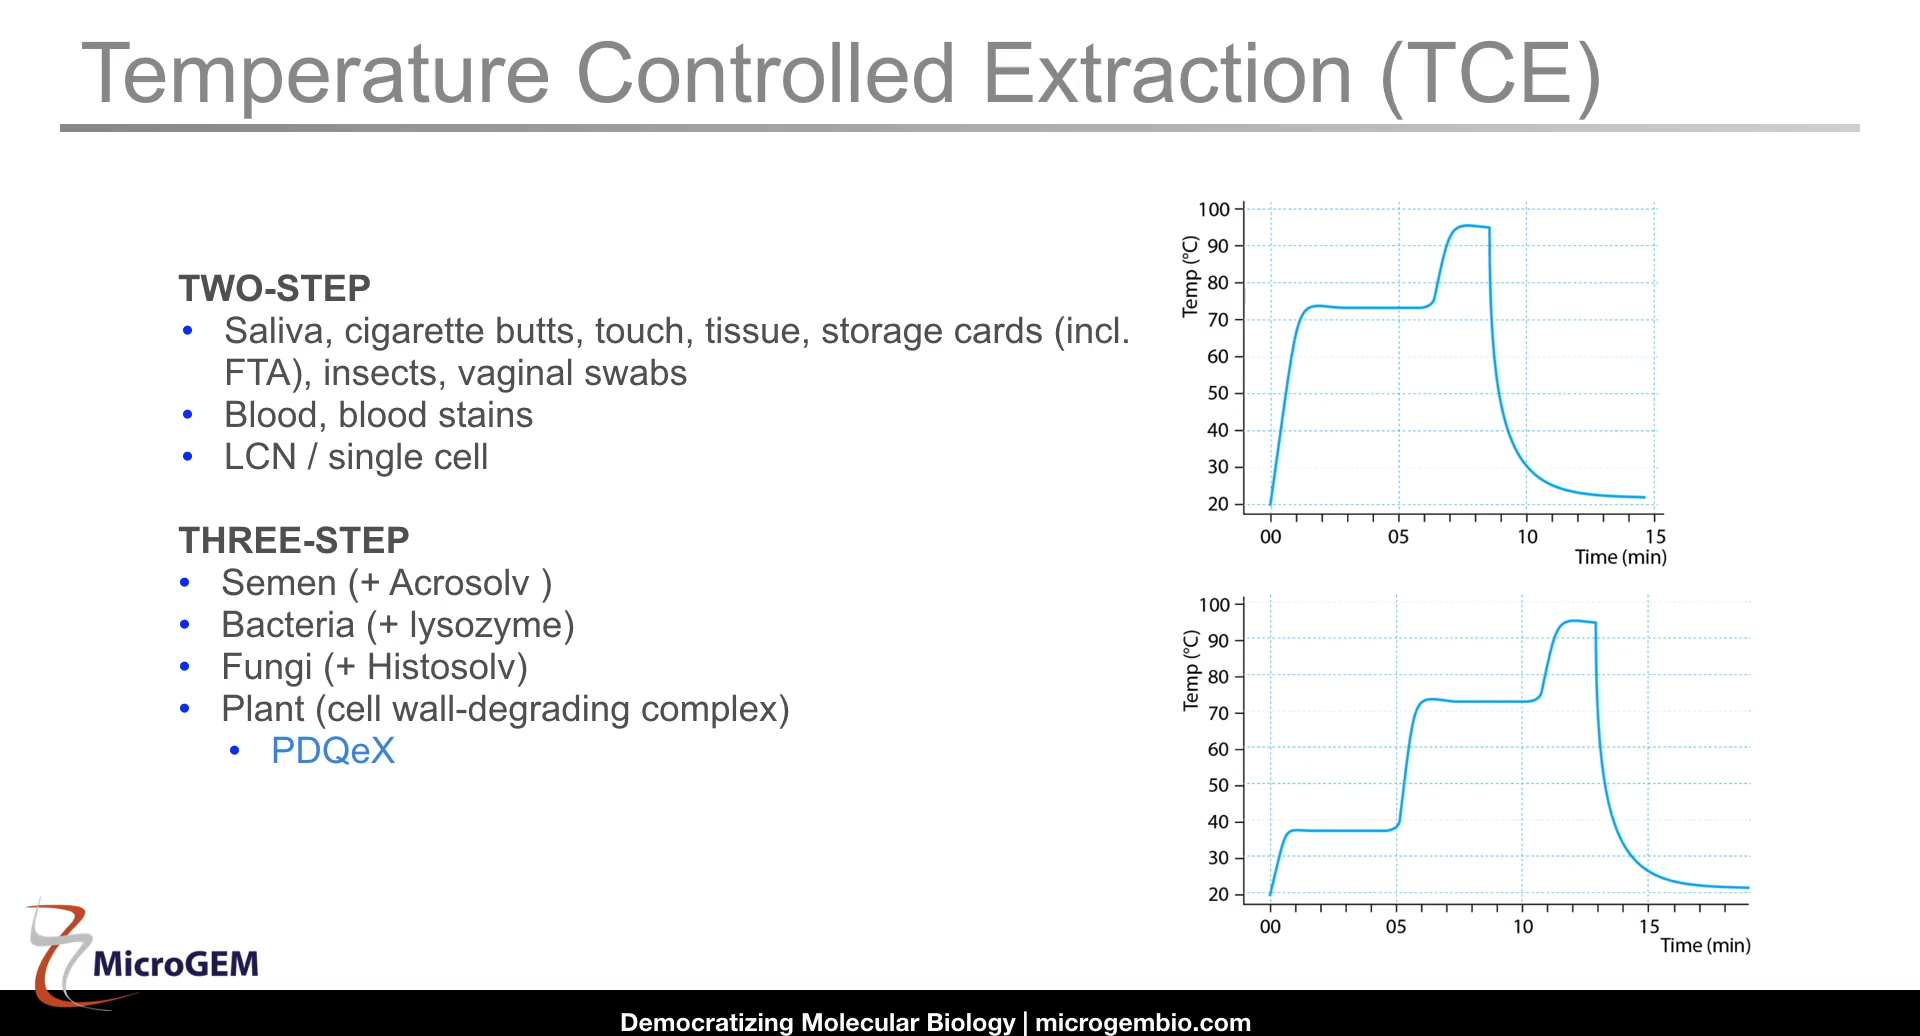 Temperature Controlled Extraction (TCE)
TWO-STEP
• Saliva, cigarette butts, touch, tissue, storage cards (incl.
FTA), insects, vaginal swabs
• Blood, blood stains
• LCN / single cell
THREE-STEP
• Semen (+ Acrosolv )
• Bacteria (+ lysozyme)
• Fungi (+ Histosolv)
• Plant (cell wall-degrading complex)
• PDQeX
Temp (°C)
100
90
80
70
60
50
40
30
20
00 05 10 15
Time (min)
Temp (°C)
100
90
80
70
60
50
40
30
20
00 05 10 15
Time (min)
MicroGEM
Democratizing Molecular Biology | microgembio.com